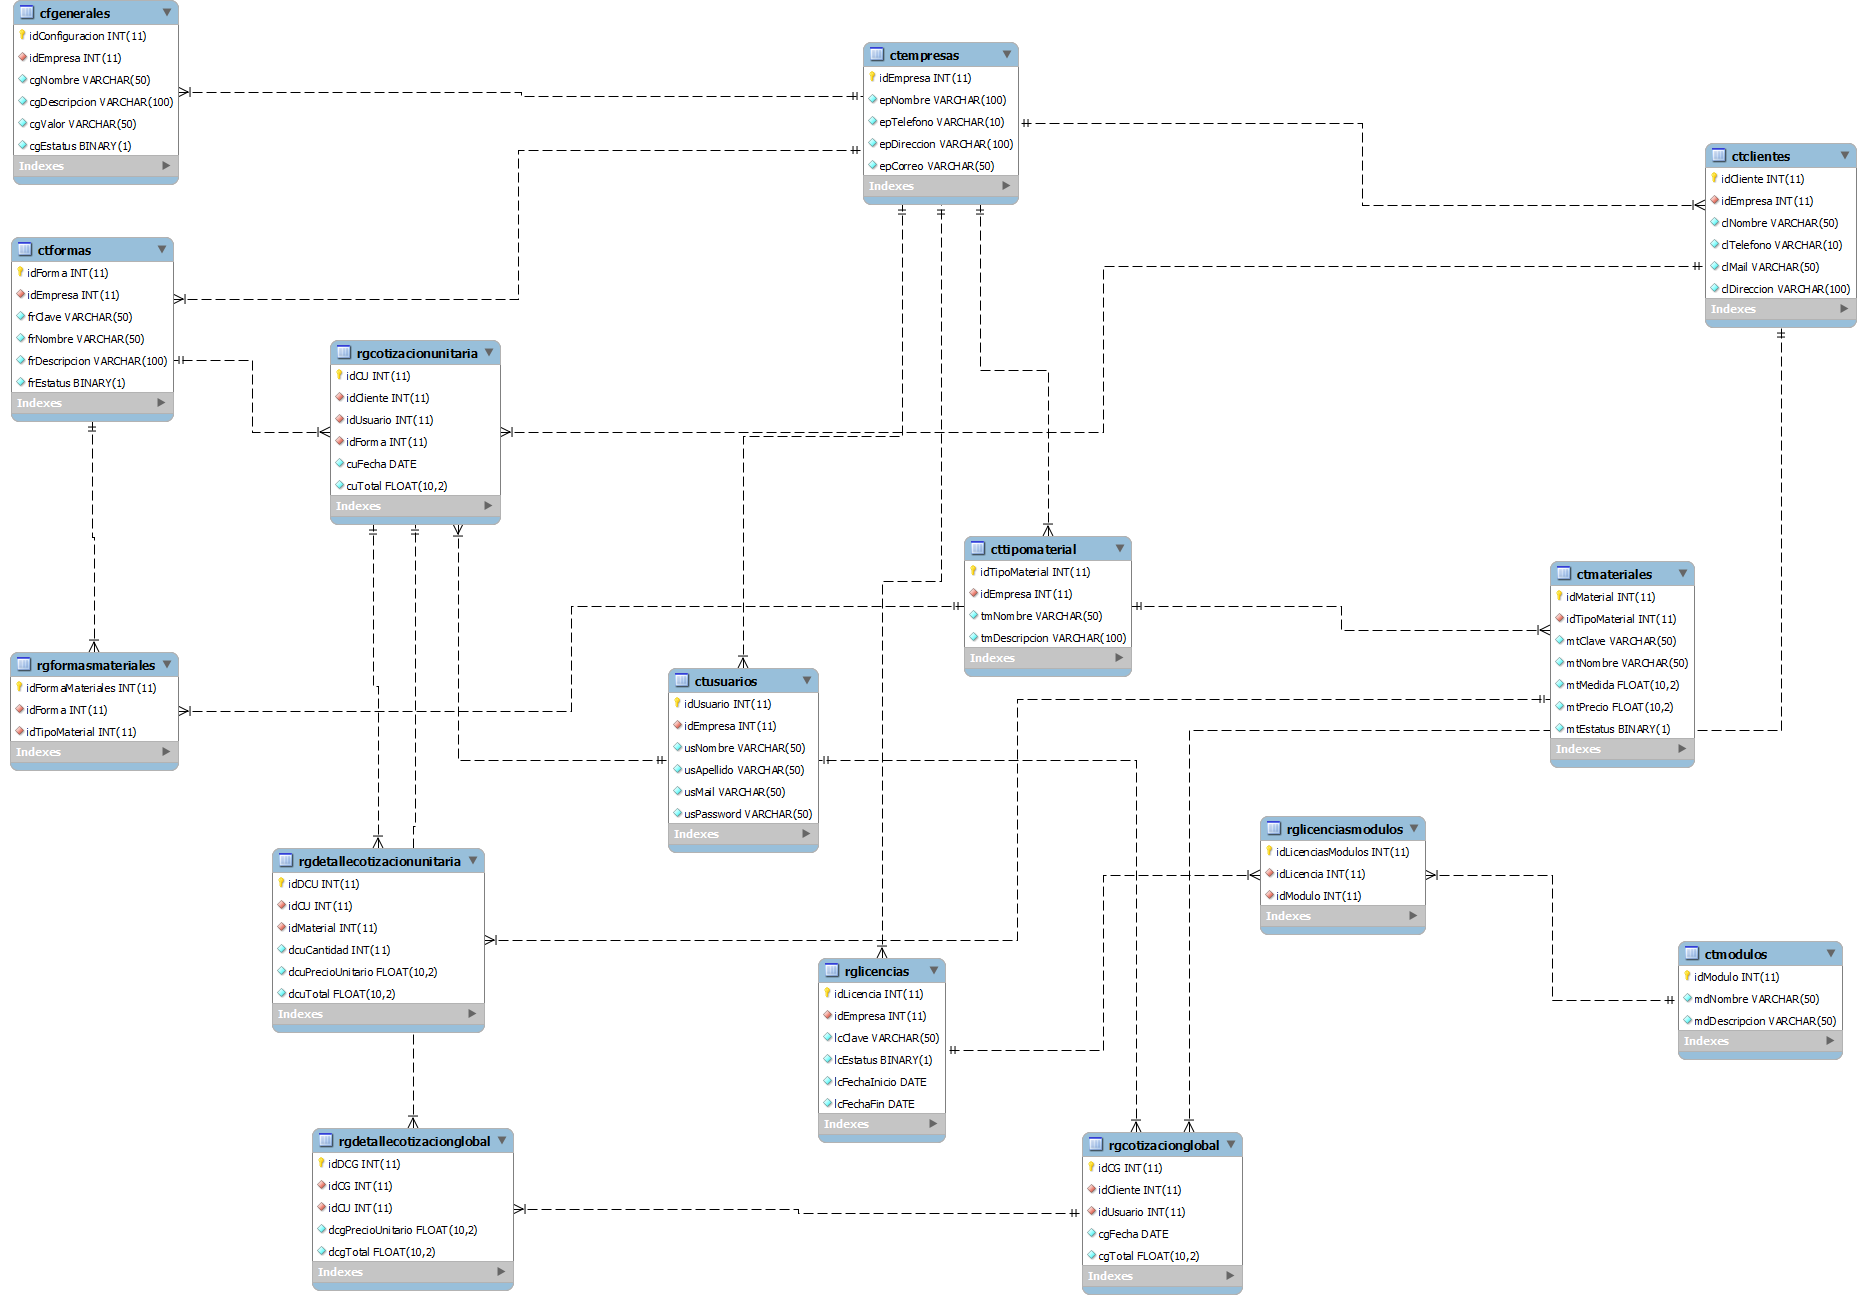 cfgenerales
idConfiguracion INT(11)
idEmpresa INT(11)
cgNombre VARCHAR(50)
cgDescripcion VARCHAR(100)
cgValor VARCHAR(50)
cgEstatus BINARY(1)
Indexes
ctempresas
idEmpresa INT(11)
epNombre VARCHAR(100)
epTelefono VARCHAR(10)
epDireccion VARCHAR(100)
epCorreo VARCHAR(50)
Indexes
ctclientes
idCliente INT(11)
idEmpresa INT(11)
clNombre VARCHAR(50)
clTelefono VARCHAR(10)
clMail VARCHAR(50)
clDireccion VARCHAR(100)
Indexes
ctformas
idForma INT(11)
idEmpresa INT(11)
frClave VARCHAR(50)
frNombre VARCHAR(50)
frDescripcion VARCHAR(100)
frEstatus BINARY(1)
Indexes
rgcotizacionunitaria
idCU INT(11)
idCliente INT(11)
idUsuario INT(11)
idForma INT(11)
cuFecha DATE
cuTotal FLOAT(10,2)
Indexes
cttipomaterial
idTipoMaterial INT(11)
idEmpresa INT(11)
tmNombre VARCHAR(50)
tmDescripcion VARCHAR(100)
Indexes
ctmateriales
idMaterial INT(11)
idTipoMaterial INT(11)
mtClave VARCHAR(50)
mtNombre VARCHAR(50)
mtMedida FLOAT(10,2)
mtPrecio FLOAT(10,2)
mtEstatus BINARY(1)
Indexes
rgformasmateriales
idFormaMateriales INT(11)
idForma INT(11)
idTipoMaterial INT(11)
Indexes
ctusuarios
idUsuario INT(11)
idEmpresa INT(11)
usNombre VARCHAR(50)
usApellido VARCHAR(50)
usMail VARCHAR(50)
usPassword VARCHAR(50)
Indexes
rglicenciasmodulos
idLicenciasModulos INT(11)
idLicencia INT(11)
idModulo INT(11)
Indexes
rgdetallecotizacionunitaria
idDCU INT(11)
idCU INT(11)
idMaterial INT(11)
dcuCantidad INT(11)
dcuPrecioUnitario FLOAT(10,2)
dcuTotal FLOAT(10,2)
Indexes
rglicencias
idLicencia INT(11)
idEmpresa INT(11)
lcClave VARCHAR(50)
lcEstatus BINARY(1)
lcFechaInicio DATE
lcFechaFin DATE
Indexes
ctmodulos
idModulo INT(11)
mdNombre VARCHAR(50)
mdDescripcion VARCHAR(50)
Indexes
rgdetallecotizacionglobal
idDCG INT(11)
idCG INT(11)
idCU INT(11)
dcgPrecioUnitario FLOAT(10,2)
dcgTotal FLOAT(10,2)
Indexes
rgcotizacionglobal
idCG INT(11)
idCliente INT(11)
idUsuario INT(11)
cgFecha DATE
cgTotal FLOAT(10,2)
Indexes